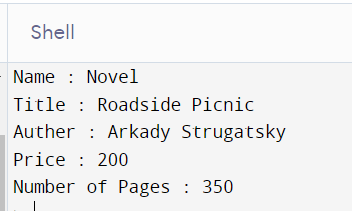 Shell
Name : Novel
Title : Roadside Picnic
Auther : Arkady Strugatsky
Price : 200
Number of Pages : 350